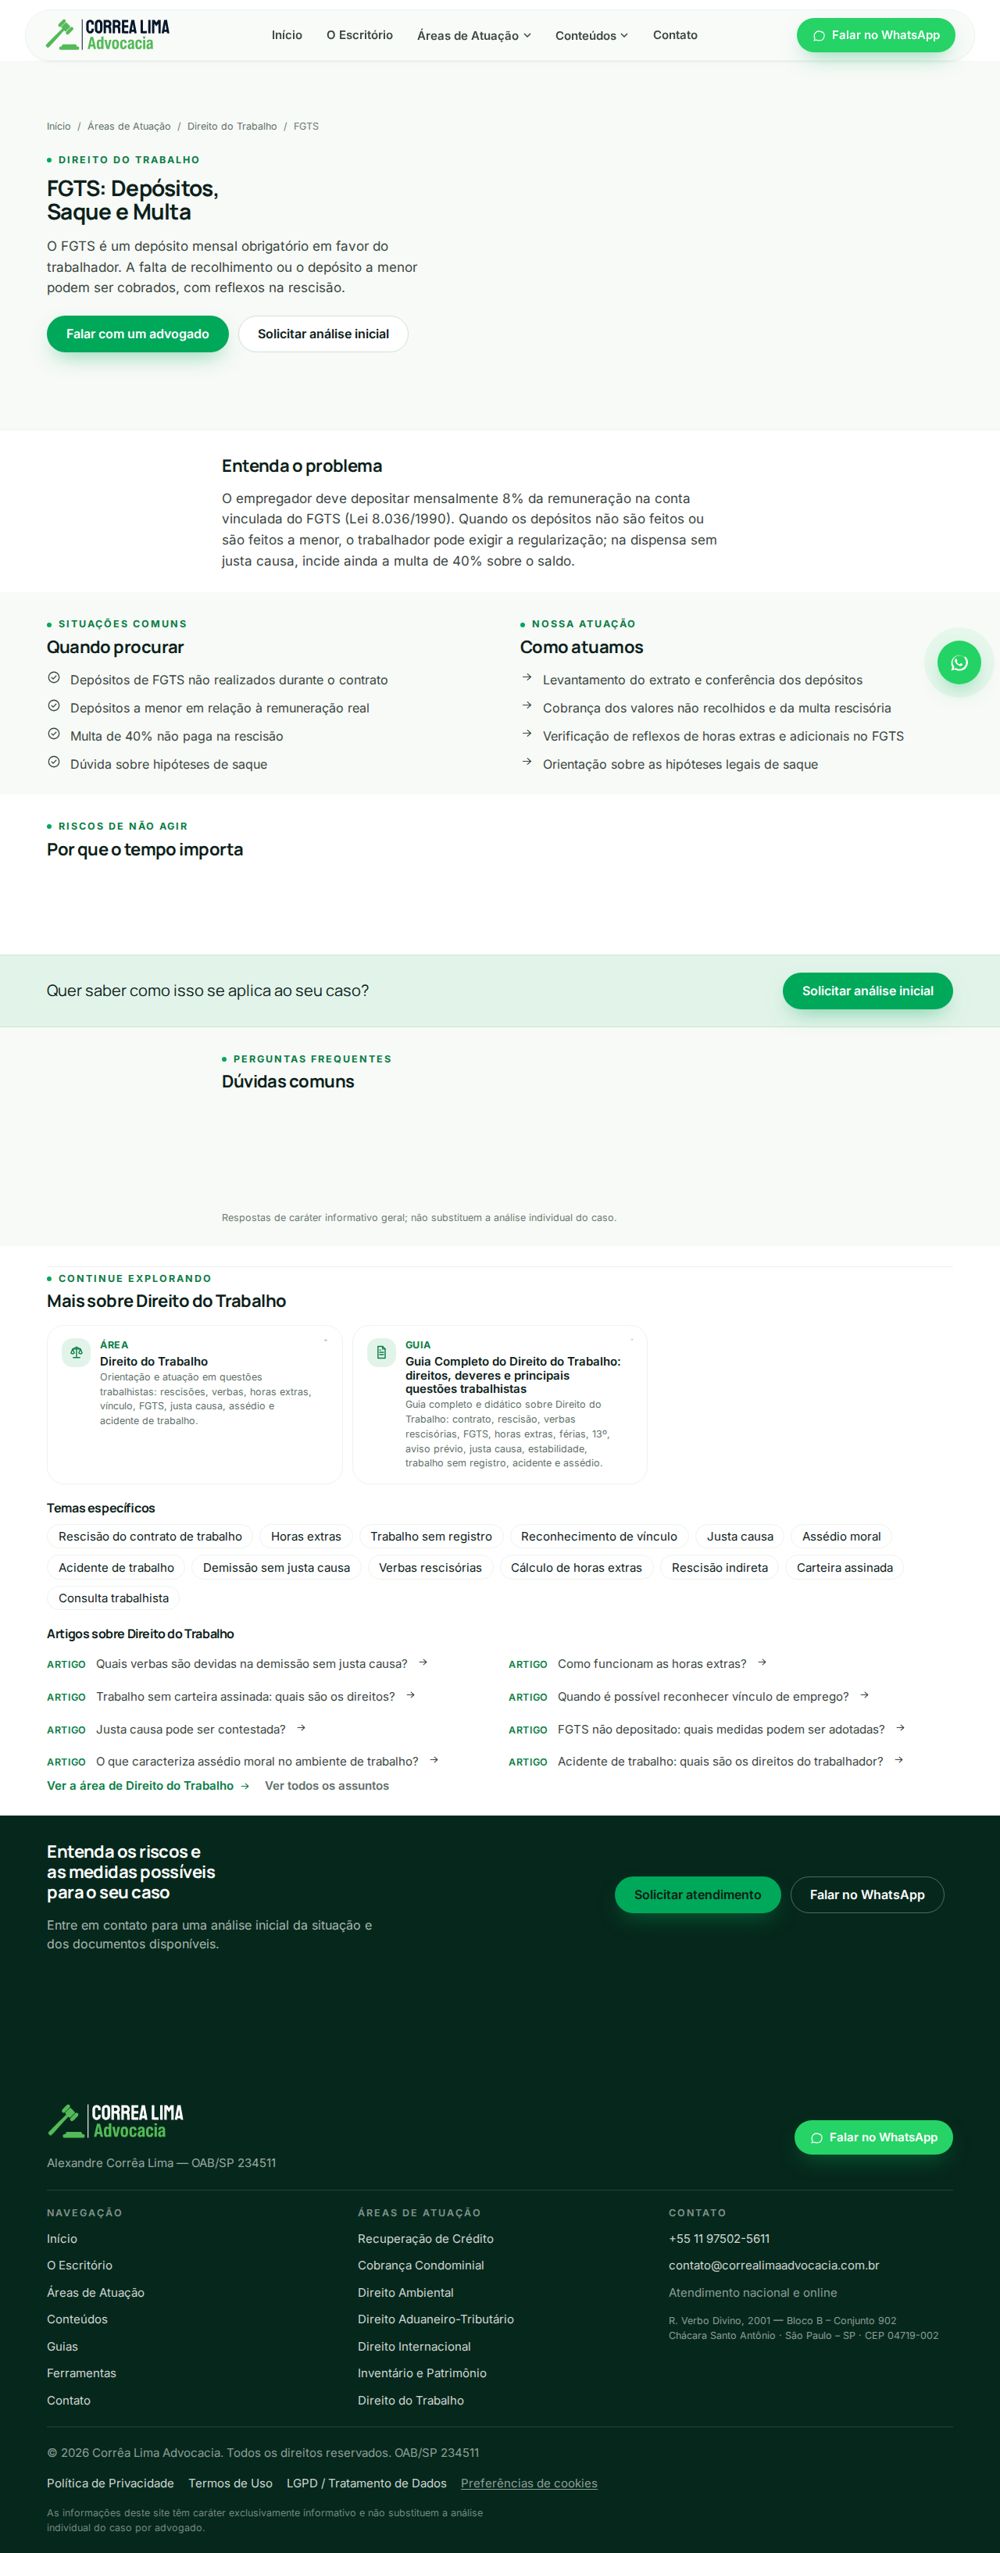 CORREA LIMA
Advocacia
Início
O Escritório
Áreas de Atuação
Conteúdos
Contato
Falar no WhatsApp
Início / Áreas de Atuação / Direito do Trabalho / FGTS
DIREITO DO TRABALHO
FGTS: Depósitos,
Saque e Multa
O FGTS é um depósito mensal obrigatório em favor do
trabalhador. A falta de recolhimento ou o depósito a menor
podem ser cobrados, com reflexos na rescisão.
Falar com um advogado
Solicitar análise inicial
Entenda o problema
O empregador deve depositar mensalmente 8% da remuneração na conta
vinculada do FGTS (Lei 8.036/1990). Quando os depósitos não são feitos ou
são feitos a menor, o trabalhador pode exigir a regularização; na dispensa sem
justa causa, incide ainda a multa de 40% sobre o saldo.
SITUAÇÕES COMUNS
Quando procurar
Depósitos de FGTS não realizados durante o contrato
Depósitos a menor em relação à remuneração real
Multa de 40% não paga na rescisão
Dúvida sobre hipóteses de saque
NOSSA ATUAÇÃO
Como atuamos
→ Levantamento do extrato e conferência dos depósitos
→ Cobrança dos valores não recolhidos e da multa rescisória
→ Verificação de reflexos de horas extras e adicionais no FGTS
→ Orientação sobre as hipóteses legais de saque
RISCOS DE NÃO AGIR
Por que o tempo importa
Quer saber como isso se aplica ao seu caso?
Solicitar análise inicial
PERGUNTAS FREQUENTES
Dúvidas comuns
Respostas de caráter informativo geral; não substituem a análise individual do caso.
CONTINUE EXPLORANDO
Mais sobre Direito do Trabalho
ÁREA
Direito do Trabalho
Orientação e atuação em questões
trabalhistas: rescisões, verbas, horas extras,
vínculo, FGTS, justa causa, assédio e
acidente de trabalho.
GUIA
Guia Completo do Direito do Trabalho:
direitos, deveres e principais
questões trabalhistas
Guia completo e didático sobre Direito do
Trabalho: contrato, rescisão, verbas
rescisórias, FGTS, horas extras, férias, 13º,
aviso prévio, justa causa, estabilidade,
trabalho sem registro, acidente e assédio.
Temas específicos
Rescisão do contrato de trabalho
Horas extras
Trabalho sem registro
Reconhecimento de vínculo
Justa causa
Assédio moral
Acidente de trabalho
Demissão sem justa causa
Verbas rescisórias
Cálculo de horas extras
Rescisão indireta
Carteira assinada
Consulta trabalhista
Artigos sobre Direito do Trabalho
ARTIGO Quais verbas são devidas na demissão sem justa causa? →
ARTIGO Como funcionam as horas extras? →
ARTIGO Trabalho sem carteira assinada: quais são os direitos? →
ARTIGO Quando é possível reconhecer vínculo de emprego? →
ARTIGO Justa causa pode ser contestada? →
ARTIGO FGTS não depositado: quais medidas podem ser adotadas? →
ARTIGO O que caracteriza assédio moral no ambiente de trabalho? →
ARTIGO Acidente de trabalho: quais são os direitos do trabalhador? →
Ver a área de Direito do Trabalho →
Ver todos os assuntos
Entenda os riscos e
as medidas possíveis
para o seu caso
Entre em contato para uma análise inicial da situação e
dos documentos disponíveis.
Solicitar atendimento
Falar no WhatsApp
CORREA LIMA
Advocacia
Alexandre Corrêa Lima — OAB/SP 234511
Falar no WhatsApp
NAVEGAÇÃO
Início
O Escritório
Áreas de Atuação
Conteúdos
Guias
Ferramentas
Contato
ÁREAS DE ATUAÇÃO
Recuperação de Crédito
Cobrança Condominial
Direito Ambiental
Direito Aduaneiro-Tributário
Direito Internacional
Inventário e Patrimônio
Direito do Trabalho
CONTATO
+55 11 97502-5611
contato@correalimaadvocacia.com.br
Atendimento nacional e online
R. Verbo Divino, 2001 — Bloco B – Conjunto 902
Chácara Santo Antônio · São Paulo – SP · CEP 04719-002
© 2026 Corrêa Lima Advocacia. Todos os direitos reservados. OAB/SP 234511
Política de Privacidade
Termos de Uso
LGPD / Tratamento de Dados
Preferências de cookies
As informações deste site têm caráter exclusivamente informativo e não substituem a análise
individual do caso por advogado.